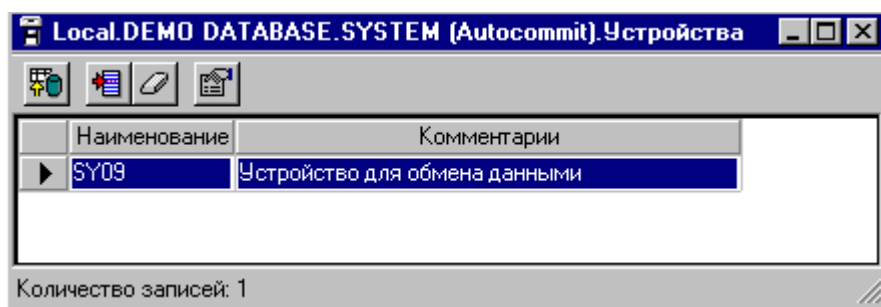 Local.DEMO DATABASE.SYSTEM (Autocommit).Устройства
Наименование Комментарии
SY09 Устройство для обмена данными
Количество записей: 1